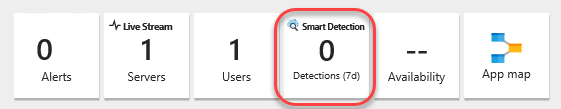 0
Alerts
Live Stream
1
Servers
1
Users
Smart Detection
0
Detections (7d)
--
Availability
App map